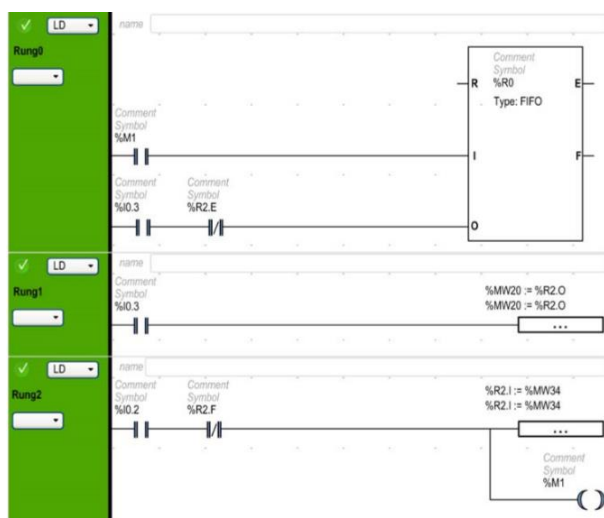 LD
name
Rung0
Comment
Symbol
%R0
R
E
Type: FIFO
Comment
Symbol
%M1
I
F
Comment
Symbol
%I0.3
Comment
Symbol
%R2.E
O
LD
name
Rung1
Comment
Symbol
%I0.3
%MW20 := %R2.O
%MW20 := %R2.O
...
LD
name
Rung2
Comment
Symbol
%I0.2
Comment
Symbol
%R2.F
%R2.I := %MW34
%R2.I := %MW34
...
Comment
Symbol
%M1